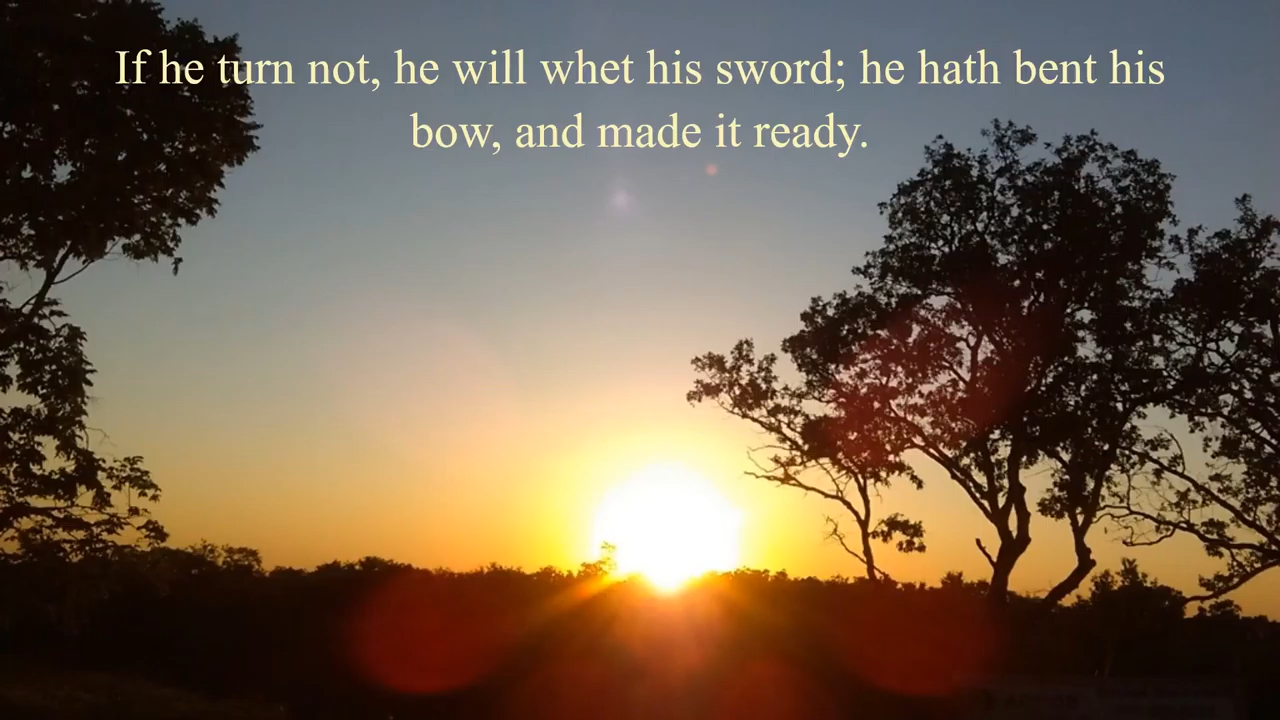 If he turn not, he will whet his sword; he hath bent his
bow, and made it ready.